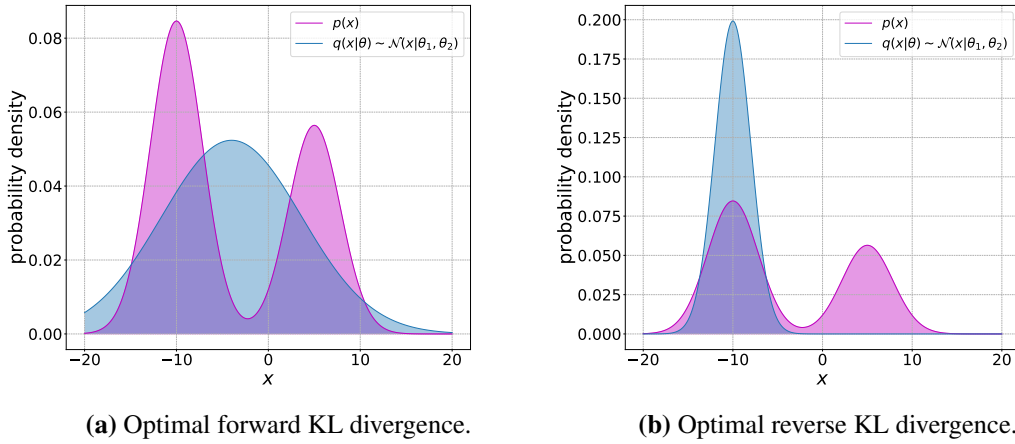 p(x)
q(x|θ) ~ 𝒩(x|θ₁, θ₂)
probability density
0.08
0.06
0.04
0.02
0.00
−20
−10
0
10
20
x
(a) Optimal forward KL divergence.
p(x)
q(x|θ) ~ 𝒩(x|θ₁, θ₂)
probability density
0.200
0.175
0.150
0.125
0.100
0.075
0.050
0.025
0.000
−20
−10
0
10
20
x
(b) Optimal reverse KL divergence.